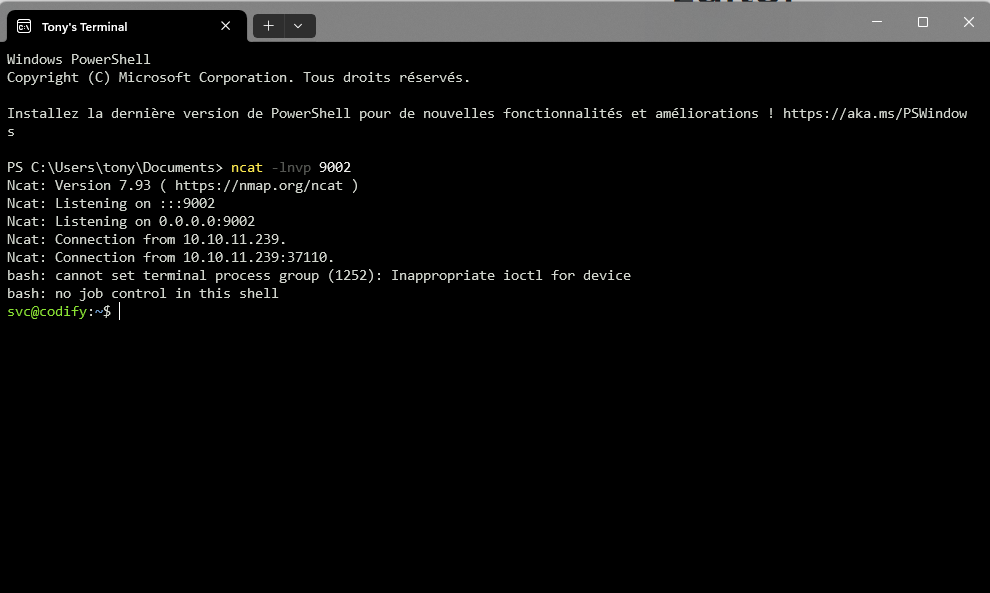 Tony's Terminal
Windows PowerShell
Copyright (C) Microsoft Corporation. Tous droits réservés.
Installez la dernière version de PowerShell pour de nouvelles fonctionnalités et améliorations ! https://aka.ms/PSWindow
s
PS C:\Users\tony\Documents> ncat -lnvp 9002
Ncat: Version 7.93 ( https://nmap.org/ncat )
Ncat: Listening on :::9002
Ncat: Listening on 0.0.0.0:9002
Ncat: Connection from 10.10.11.239.
Ncat: Connection from 10.10.11.239:37110.
bash: cannot set terminal process group (1252): Inappropriate ioctl for device
bash: no job control in this shell
svc@codify:~$